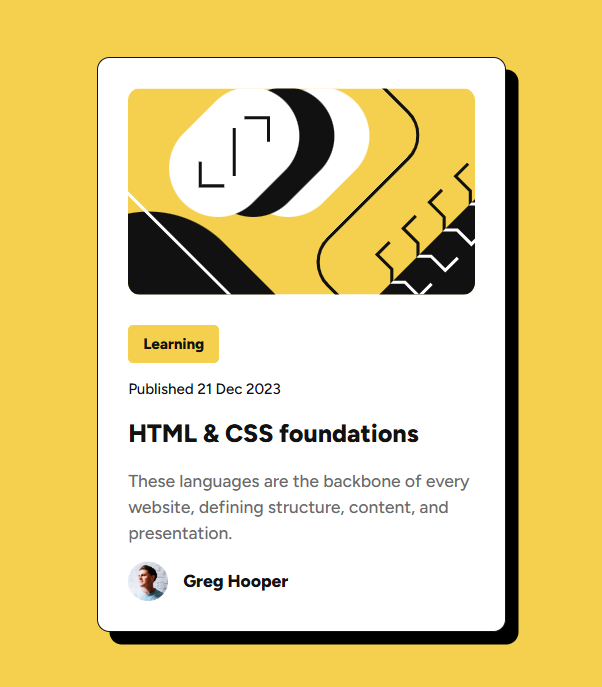 Learning
Published 21 Dec 2023
HTML & CSS foundations
These languages are the backbone of every
website, defining structure, content, and
presentation.
Greg Hooper